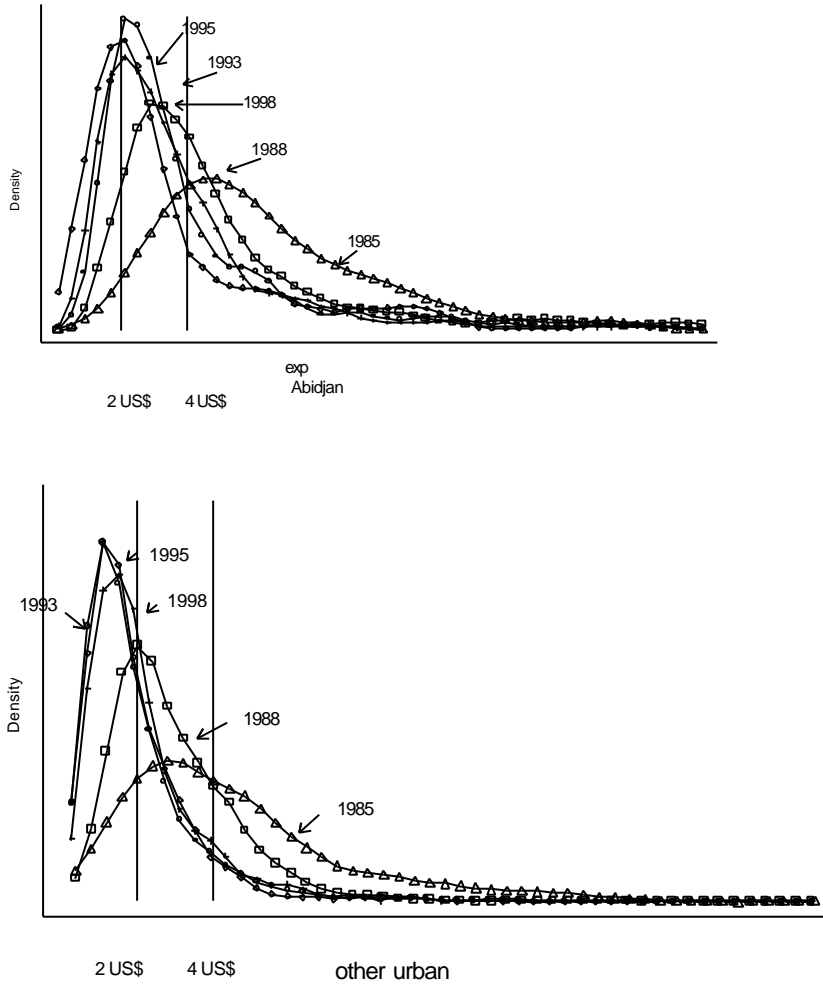 1995
1993
1998
1988
1985
Density
exp
Abidjan
2 US$ 4 US$
1995
1998
1993
1988
1985
Density
2 US$ 4 US$ other urban